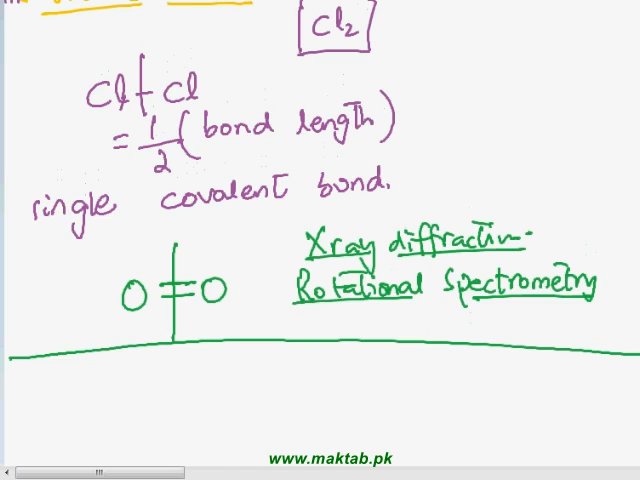 Cl2
Cl Cl
= 1/2 (bond length)
single covalent bond.
Xray diffraction.
O = O
Rotational Spectrometry
www.maktab.pk